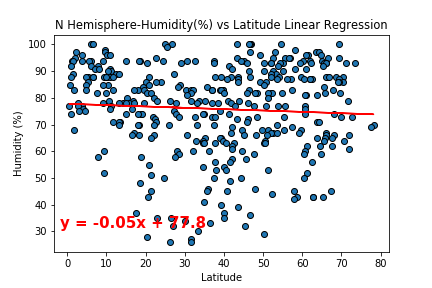 N Hemisphere-Humidity(%) vs Latitude Linear Regression
100
90
80
70
60
50
40
30
Humidity (%)
y = -0.05x + 77.8
0 10 20 30 40 50 60 70 80
Latitude